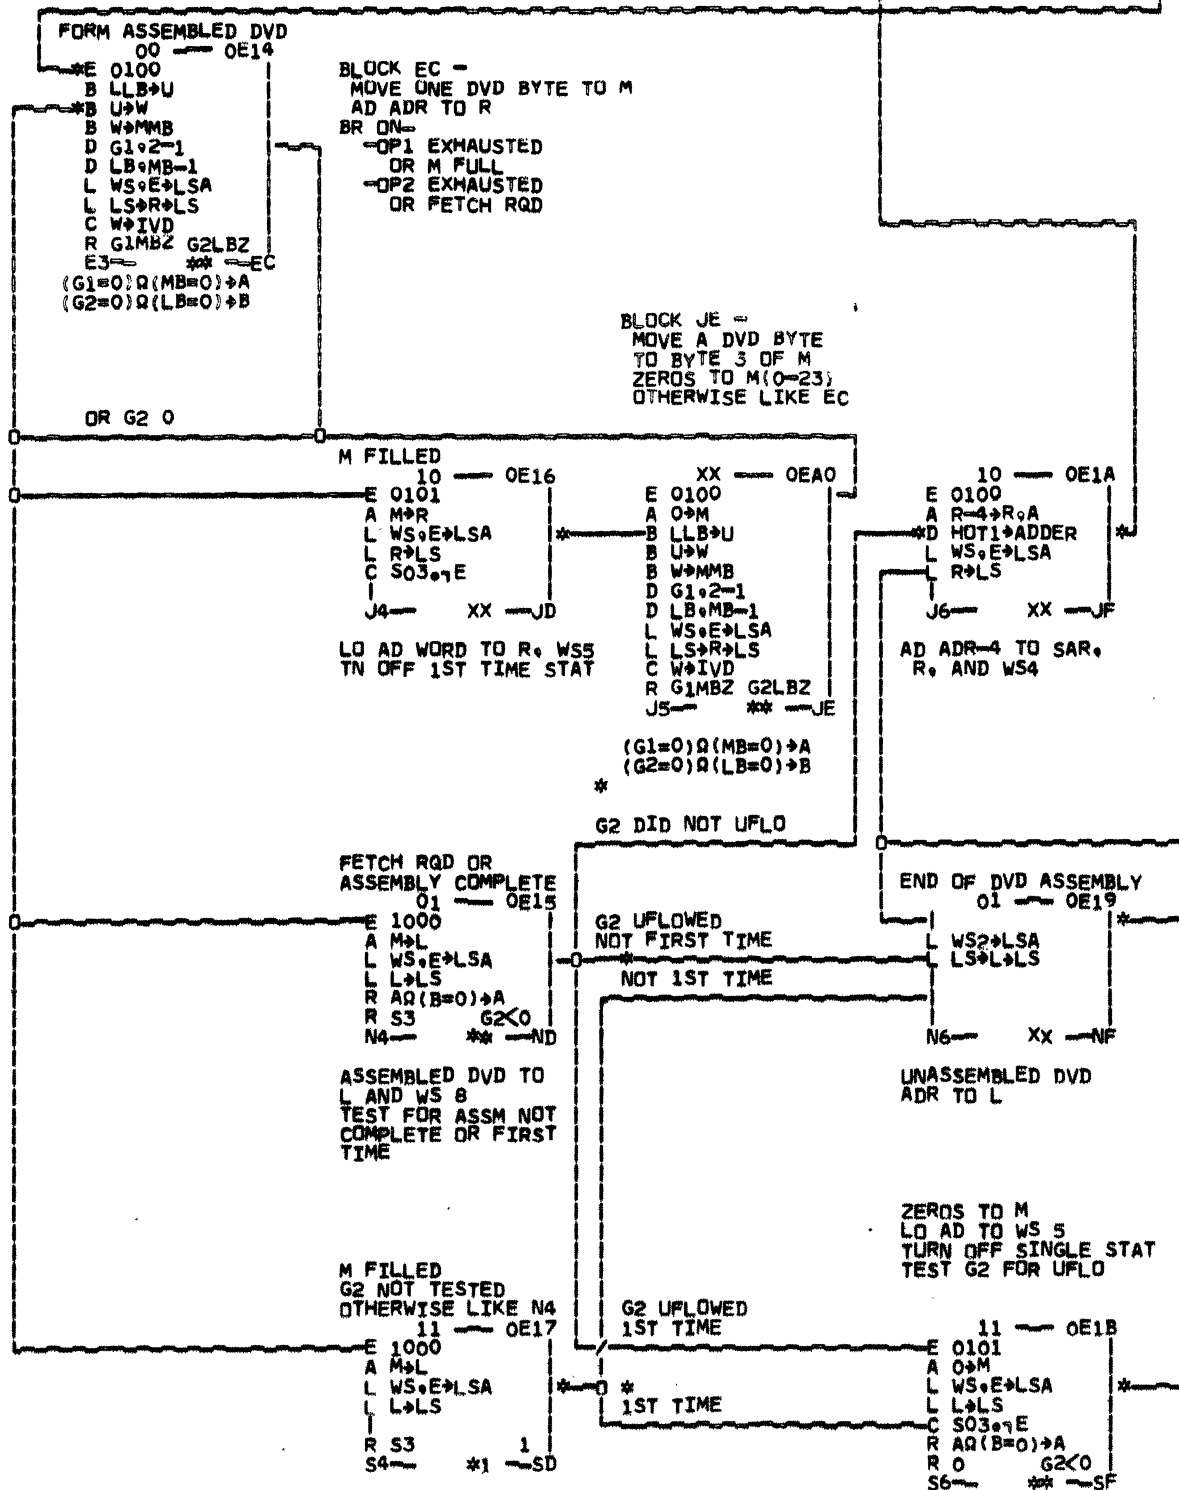 FORM ASSEMBLED DVD
00 — 0E14
*E 0100
B LLB→U
*B U→W
B W→MMB
D G1,2-1
D LB,MB-1
L WS,E→LSA
L LS→R→LS
C W→IVD
R G1MBZ G2LBZ
E3— ** —EC
(G1=0)Ω(MB=0)→A
(G2=0)Ω(LB=0)→B
BLOCK EC -
MOVE ONE DVD BYTE TO M
AD ADR TO R
BR ON-
-OP1 EXHAUSTED
OR M FULL
-OP2 EXHAUSTED
OR FETCH RQD
BLOCK JE -
MOVE A DVD BYTE
TO BYTE 3 OF M
ZEROS TO M(0-23)
OTHERWISE LIKE EC
OR G2 0
M FILLED
10 — 0E16
E 0101
A M→R
L WS,E→LSA
L R→LS
C S03.¬E
J4— XX —JD
LO AD WORD TO R, WS5
TN OFF 1ST TIME STAT
XX — 0EA0
E 0100
A 0→M
*B LLB→U
B U→W
B W→MMB
D G1,2-1
D LB,MB-1
L WS,E→LSA
L LS→R→LS
C W→IVD
R G1MBZ G2LBZ
J5— ** —JE
(G1=0)Ω(MB=0)→A
(G2=0)Ω(LB=0)→B
*
10 — 0E1A
E 0100
A R-4→R,A
*D HOT1→ADDER *
L WS,E→LSA
L R→LS
J6— XX —JF
AD ADR-4 TO SAR,
R, AND WS4
G2 DID NOT UFLO
FETCH RQD OR
ASSEMBLY COMPLETE
01 — 0E15
E 1000
A M→L
L WS,E→LSA
L L→LS
R AΩ(B=0)→A
R S3 G2<0
N4— ** —ND
ASSEMBLED DVD TO
L AND WS 8
TEST FOR ASSM NOT
COMPLETE OR FIRST
TIME
G2 UFLOWED
NOT FIRST TIME
*
NOT 1ST TIME
END OF DVD ASSEMBLY
01 — 0E19
*
L WS2→LSA
L LS→L→LS
N6— XX —NF
UNASSEMBLED DVD
ADR TO L
ZEROS TO M
LO AD TO WS 5
TURN OFF SINGLE STAT
TEST G2 FOR UFLO
M FILLED
G2 NOT TESTED
OTHERWISE LIKE N4
11 — 0E17
E 1000
A M→L
L WS,E→LSA *
L L→LS
R S3 1
S4— *1 —SD
G2 UFLOWED
1ST TIME
*
1ST TIME
11 — 0E1B
E 0101
A 0→M
L WS,E→LSA *
L L→LS
C S03.¬E
R AΩ(B=0)→A
R 0 G2<0
S6— ** —SF